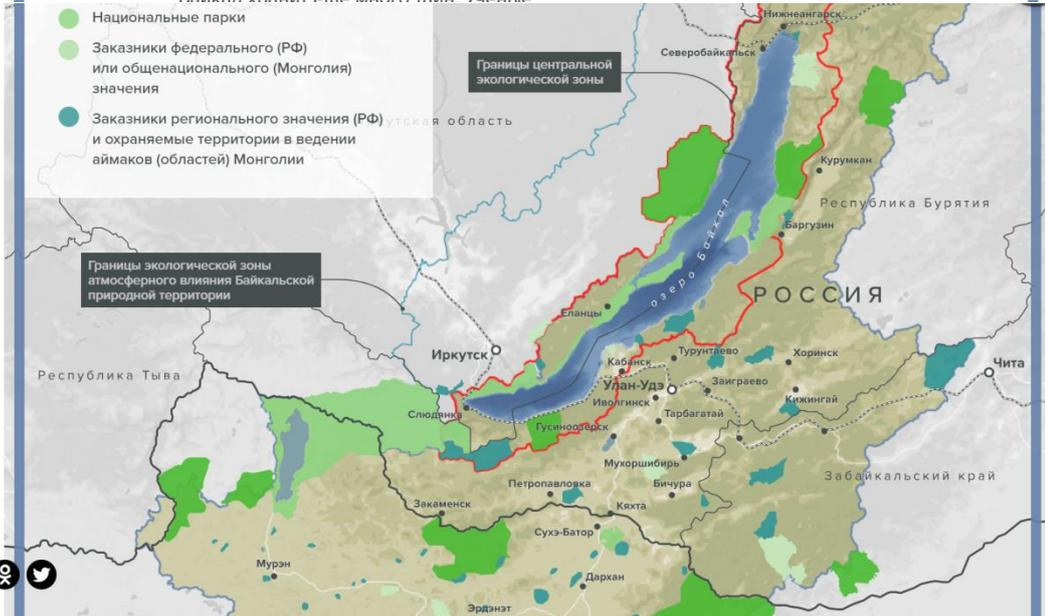 Национальные парки
Заказники федерального (РФ)
или общенационального (Монголия)
значения
Заказники регионального значения (РФ)
и охраняемые территории в ведении
аймаков (областей) Монголии
область
Нижнеангарск
Северобайкальск
Границы центральной
экологической зоны
Курумкан
Республика Бурятия
Баргузин
озеро Байкал
Границы экологической зоны
атмосферного влияния Байкальской
природной территории
РОССИЯ
Еланцы
Иркутск
Кабанск
Турунтаево
Хоринск
Чита
Республика Тыва
Улан-Удэ
Заиграево
Иволгинск
Кижингай
Слюдянка
Тарбагатай
Гусиноозерск
Мухоршибирь
Забайкальский край
Петропавловка
Бичура
Закаменск
Кяхта
Сухэ-Батор
Мурэн
Дархан
Эрдэнэт